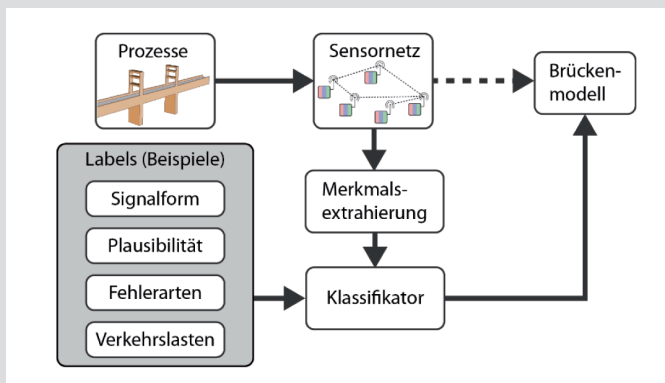 Prozesse
Sensornetz
Brücken-
modell
Labels (Beispiele)
Signalform
Plausibilität
Fehlerarten
Verkehrslasten
Merkmals-
extrahierung
Klassifikator